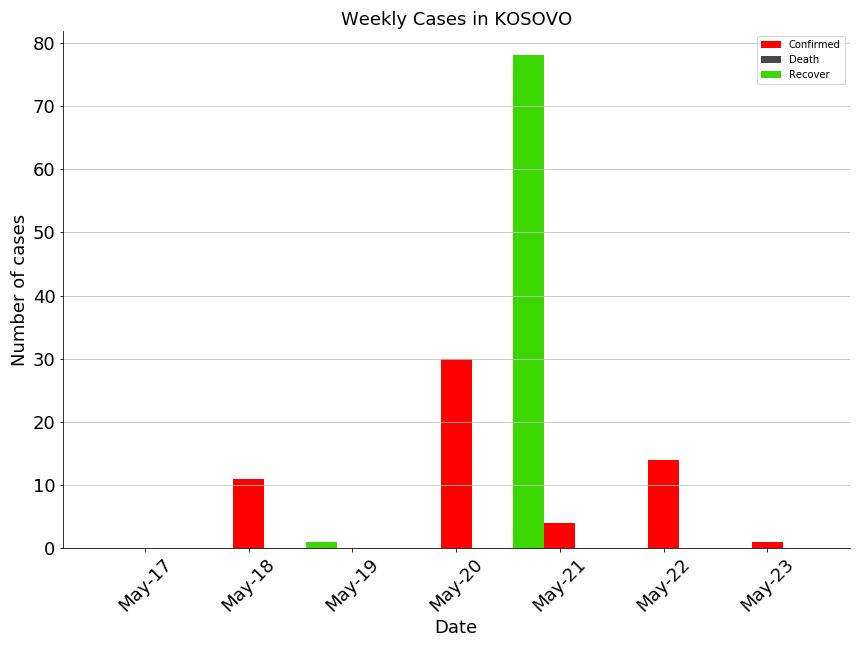 Weekly Cases in KOSOVO
Confirmed
Death
Recover
Number of cases
80
70
60
50
40
30
20
10
0
May-17
May-18
May-19
May-20
May-21
May-22
May-23
Date